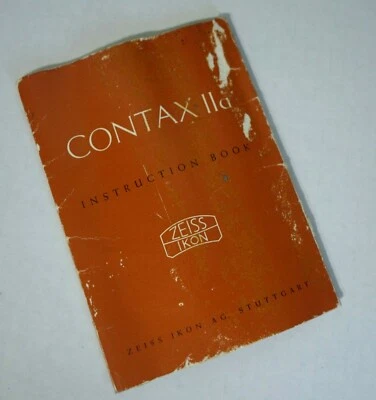 CONTAX IIa
INSTRUCTION BOOK
ZEISS
IKON
ZEISS IKON AG. STUTTGART